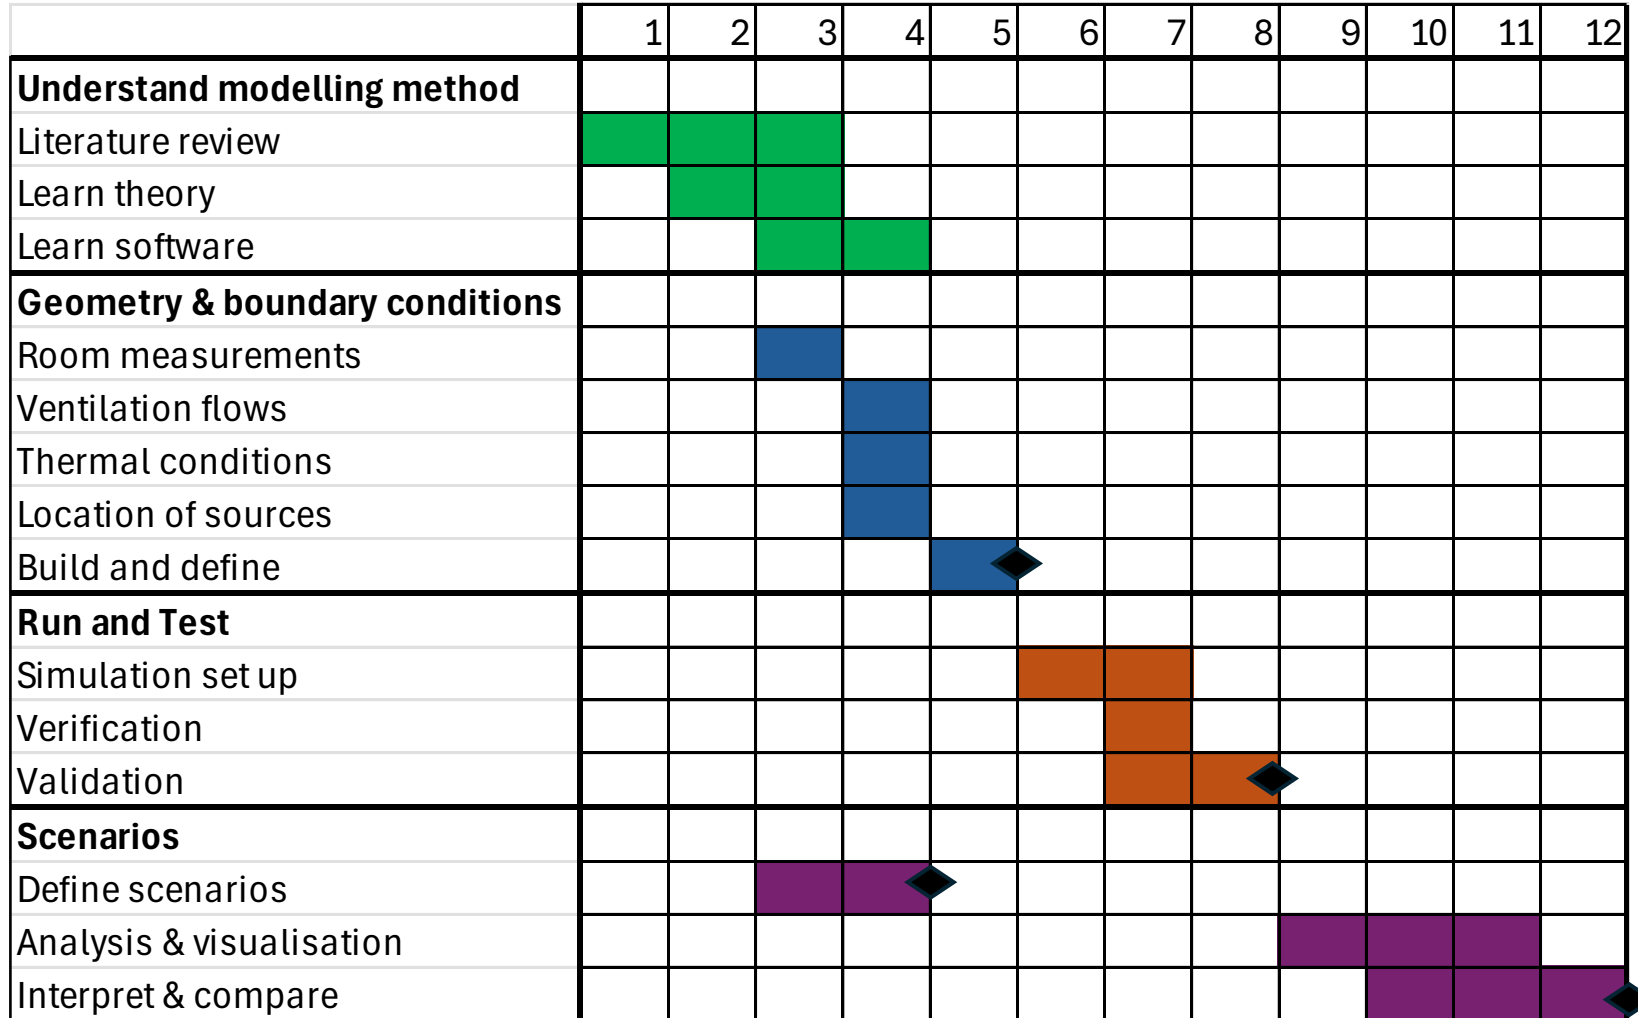 1 2 3 4 5 6 7 8 9 10 11 12
Understand modelling method
Literature review
Learn theory
Learn software
Geometry & boundary conditions
Room measurements
Ventilation flows
Thermal conditions
Location of sources
Build and define
Run and Test
Simulation set up
Verification
Validation
Scenarios
Define scenarios
Analysis & visualisation
Interpret & compare